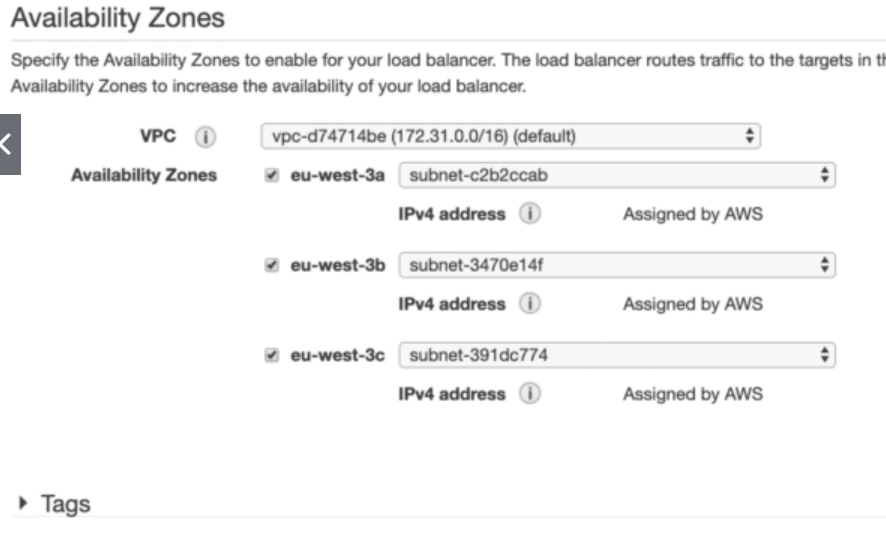 Availability Zones
Specify the Availability Zones to enable for your load balancer. The load balancer routes traffic to the targets in
Availability Zones to increase the availability of your load balancer.
VPC i vpc-d74714be (172.31.0.0/16) (default)
Availability Zones eu-west-3a subnet-c2b2ccab
IPv4 address i Assigned by AWS
eu-west-3b subnet-3470e14f
IPv4 address i Assigned by AWS
eu-west-3c subnet-391dc774
IPv4 address i Assigned by AWS
Tags